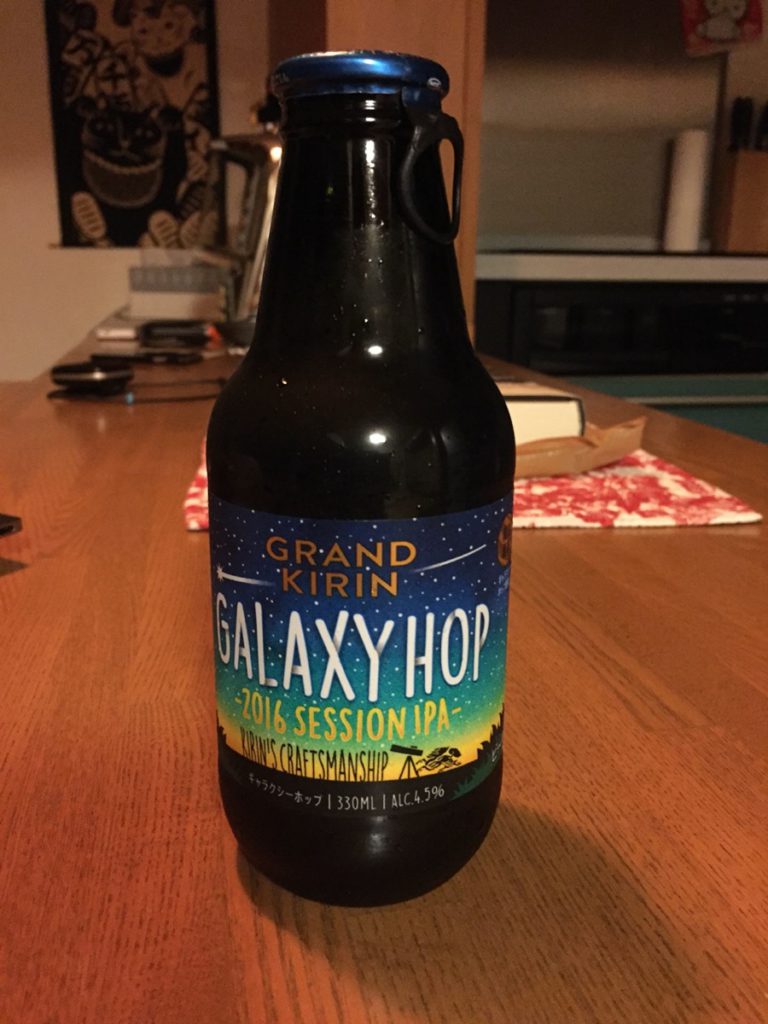 GRAND
KIRIN
GALAXY HOP
-2016 SESSION IPA-
KIRIN'S CRAFTSMANSHIP
ギャラクシーホップ | 330ML | ALC.4.5%